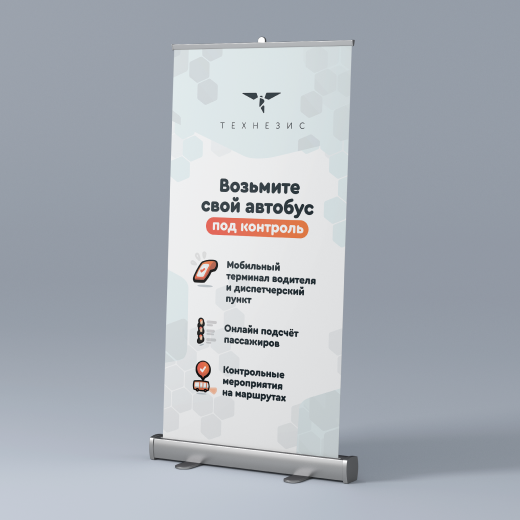 ТЕХНЕЗИС
Возьмите
свой автобус
под контроль
Мобильный
терминал водителя
и диспетчерский
пункт
Онлайн подсчёт
пассажиров
Контрольные
мероприятия
на маршрутах